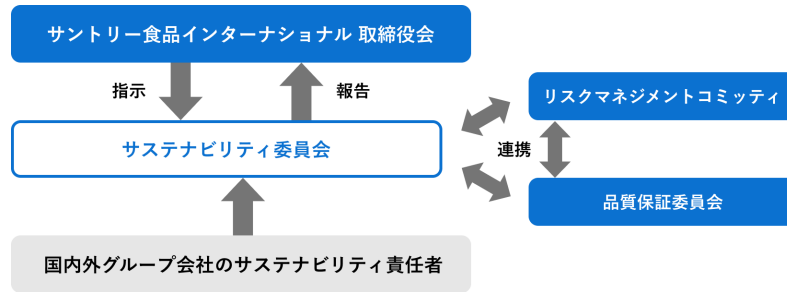 サントリー食品インターナショナル 取締役会
指示
報告
リスクマネジメントコミッティ
サステナビリティ委員会
連携
品質保証委員会
国内外グループ会社のサステナビリティ責任者